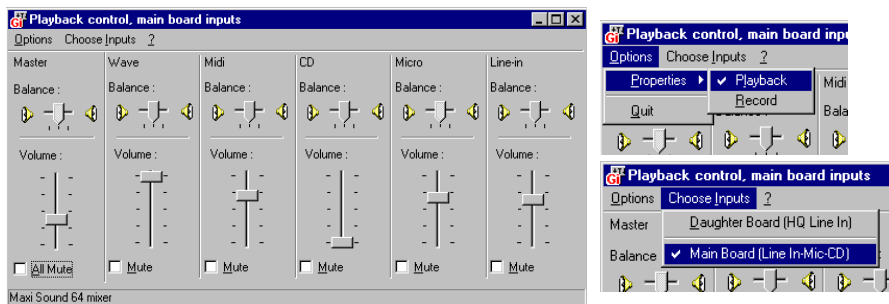 Playback control, main board inputs
Options Choose Inputs ?
Master Wave Midi CD Micro Line-in
Balance : Balance : Balance : Balance : Balance : Balance :
Volume : Volume : Volume : Volume : Volume : Volume :
All Mute Mute Mute Mute Mute Mute
Maxi Sound 64 mixer
Playback control, main board inpu
Options Choose Inputs ?
Properties Playback Midi
Record
Quit Bala
Playback control, main board inputs
Options Choose Inputs ?
Master Daughter Board (HQ Line In)
Balance Main Board (Line In-Mic-CD)